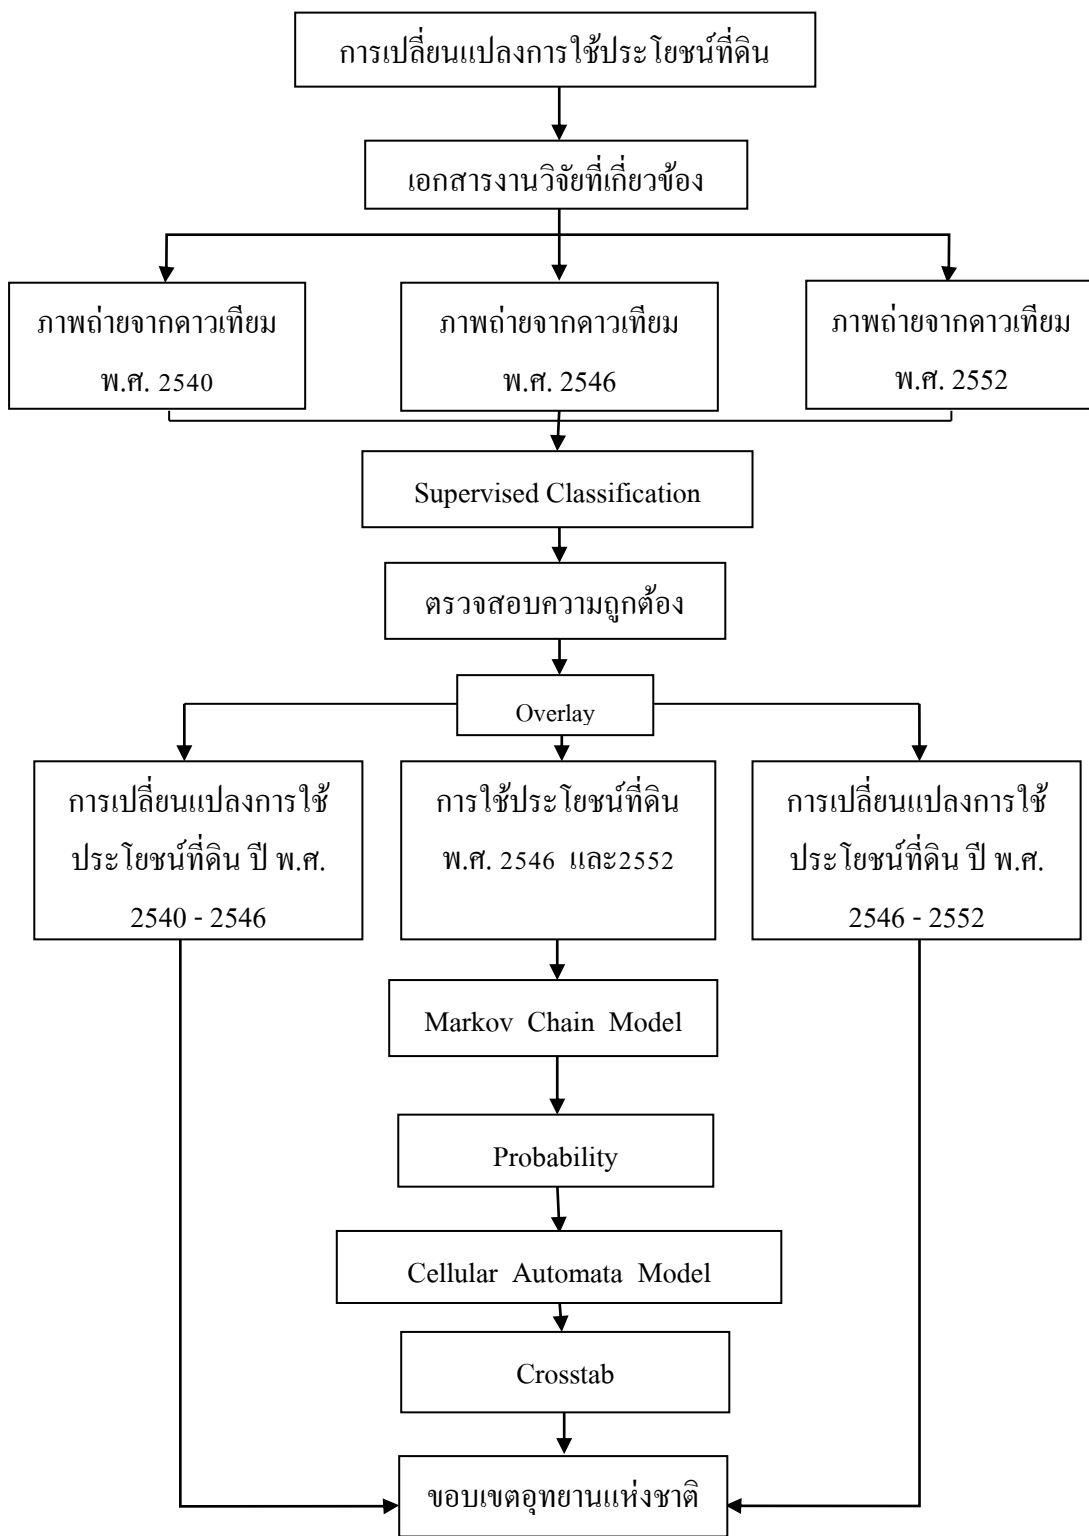 การเปลี่ยนแปลงการใช้ประโยชน์ที่ดิน
เอกสารงานวิจัยที่เกี่ยวข้อง
ภาพถ่ายจากดาวเทียม
พ.ศ. 2540
ภาพถ่ายจากดาวเทียม
พ.ศ. 2546
ภาพถ่ายจากดาวเทียม
พ.ศ. 2552
Supervised Classification
ตรวจสอบความถูกต้อง
Overlay
การเปลี่ยนแปลงการใช้
ประโยชน์ที่ดิน ปี พ.ศ.
2540 - 2546
การใช้ประโยชน์ที่ดิน
พ.ศ. 2546 และ2552
การเปลี่ยนแปลงการใช้
ประโยชน์ที่ดิน ปี พ.ศ.
2546 - 2552
Markov Chain Model
Probability
Cellular Automata Model
Crosstab
ขอบเขตอุทยานแห่งชาติ